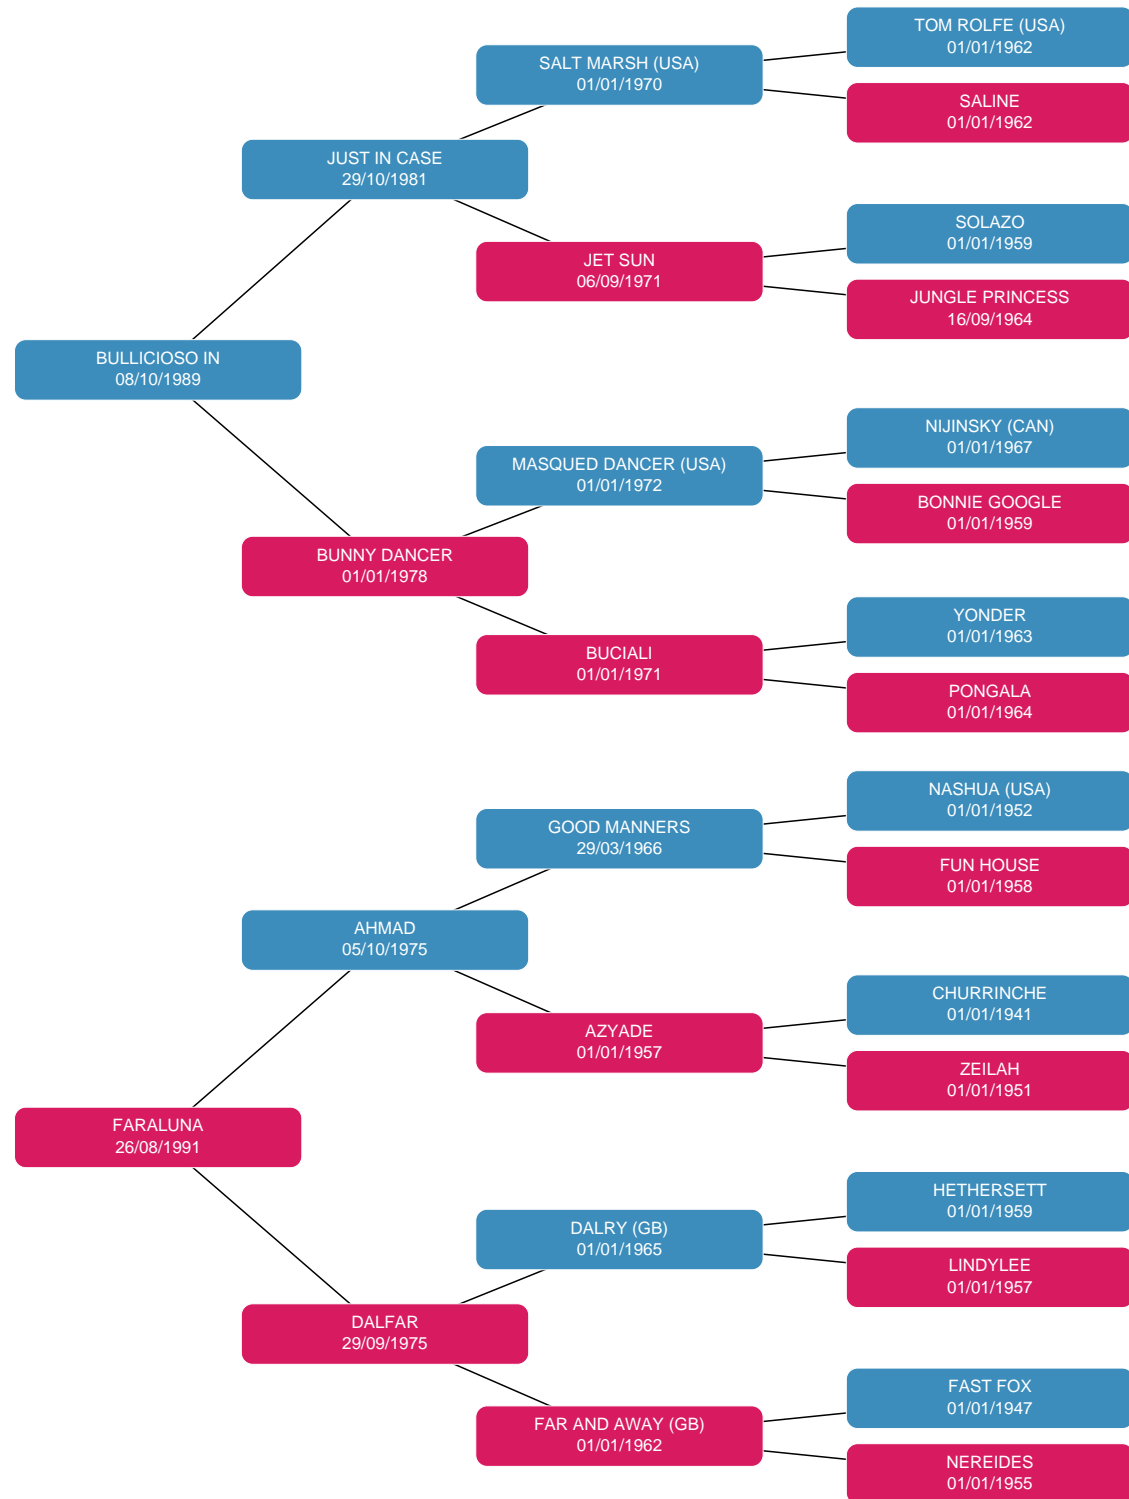 TOM ROLFE (USA)
01/01/1962
SALT MARSH (USA)
01/01/1970
SALINE
01/01/1962
JUST IN CASE
29/10/1981
SOLAZO
01/01/1959
JET SUN
06/09/1971
JUNGLE PRINCESS
16/09/1964
BULLICIOSO IN
08/10/1989
NIJINSKY (CAN)
01/01/1967
MASQUED DANCER (USA)
01/01/1972
BONNIE GOOGLE
01/01/1959
BUNNY DANCER
01/01/1978
YONDER
01/01/1963
BUCIALI
01/01/1971
PONGALA
01/01/1964
NASHUA (USA)
01/01/1952
GOOD MANNERS
29/03/1966
FUN HOUSE
01/01/1958
AHMAD
05/10/1975
CHURRINCHE
01/01/1941
AZYADE
01/01/1957
ZEILAH
01/01/1951
FARALUNA
26/08/1991
HETHERSETT
01/01/1959
DALRY (GB)
01/01/1965
LINDYLEE
01/01/1957
DALFAR
29/09/1975
FAST FOX
01/01/1947
FAR AND AWAY (GB)
01/01/1962
NEREIDES
01/01/1955